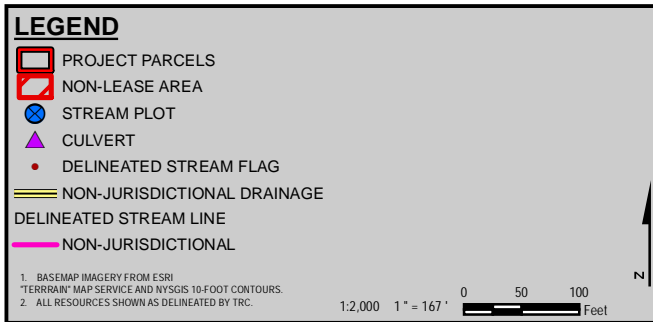 LEGEND
PROJECT PARCELS
NON-LEASE AREA
STREAM PLOT
CULVERT
DELINEATED STREAM FLAG
NON-JURISDICTIONAL DRAINAGE
DELINEATED STREAM LINE
NON-JURISDICTIONAL
1. BASEMAP IMAGERY FROM ESRI
"TERRRAIN" MAP SERVICE AND NYSGIS 10-FOOT CONTOURS.
2. ALL RESOURCES SHOWN AS DELINEATED BY TRC.
1:2,000 1 " = 167 '
0 50 100
Feet
N